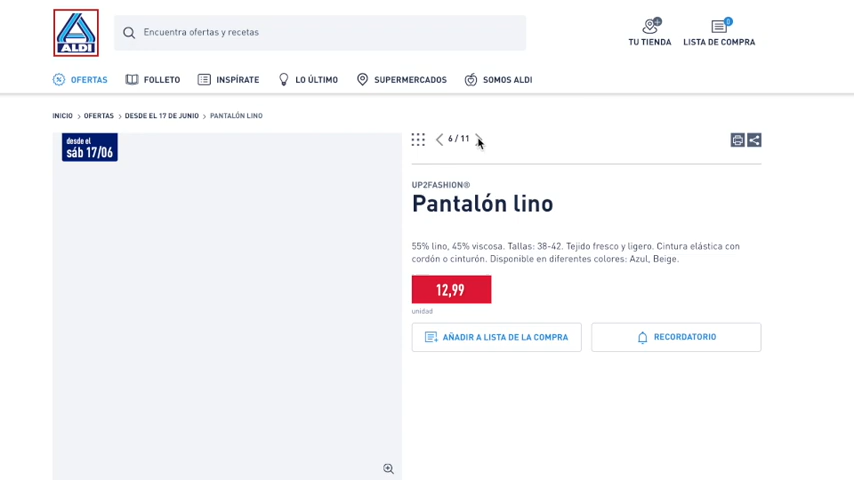 ALDI
Encuentra ofertas y recetas
TU TIENDA
0
LISTA DE COMPRA
OFERTAS
FOLLETO
INSPÍRATE
LO ÚLTIMO
SUPERMERCADOS
SOMOS ALDI
INICIO > OFERTAS > DESDE EL 17 DE JUNIO > PANTALÓN LINO
desde el
sáb 17/06
6 / 11
UP2FASHION®
Pantalón lino
55% lino, 45% viscosa. Tallas: 38-42. Tejido fresco y ligero. Cintura elástica con
cordón o cinturón. Disponible en diferentes colores: Azul, Beige.
12,99
unidad
AÑADIR A LISTA DE LA COMPRA
RECORDATORIO